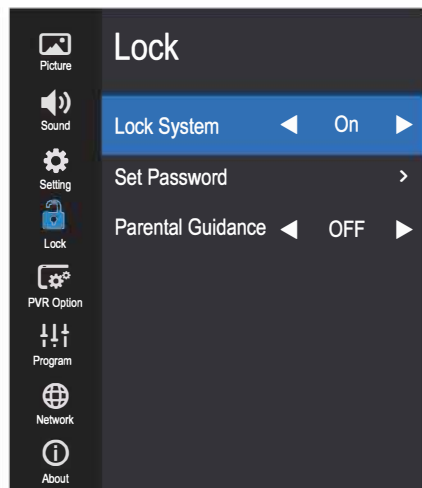 Lock
Picture
Sound
Setting
Lock
PVR Option
Program
Network
About
Lock System On
Set Password
Parental Guidance OFF